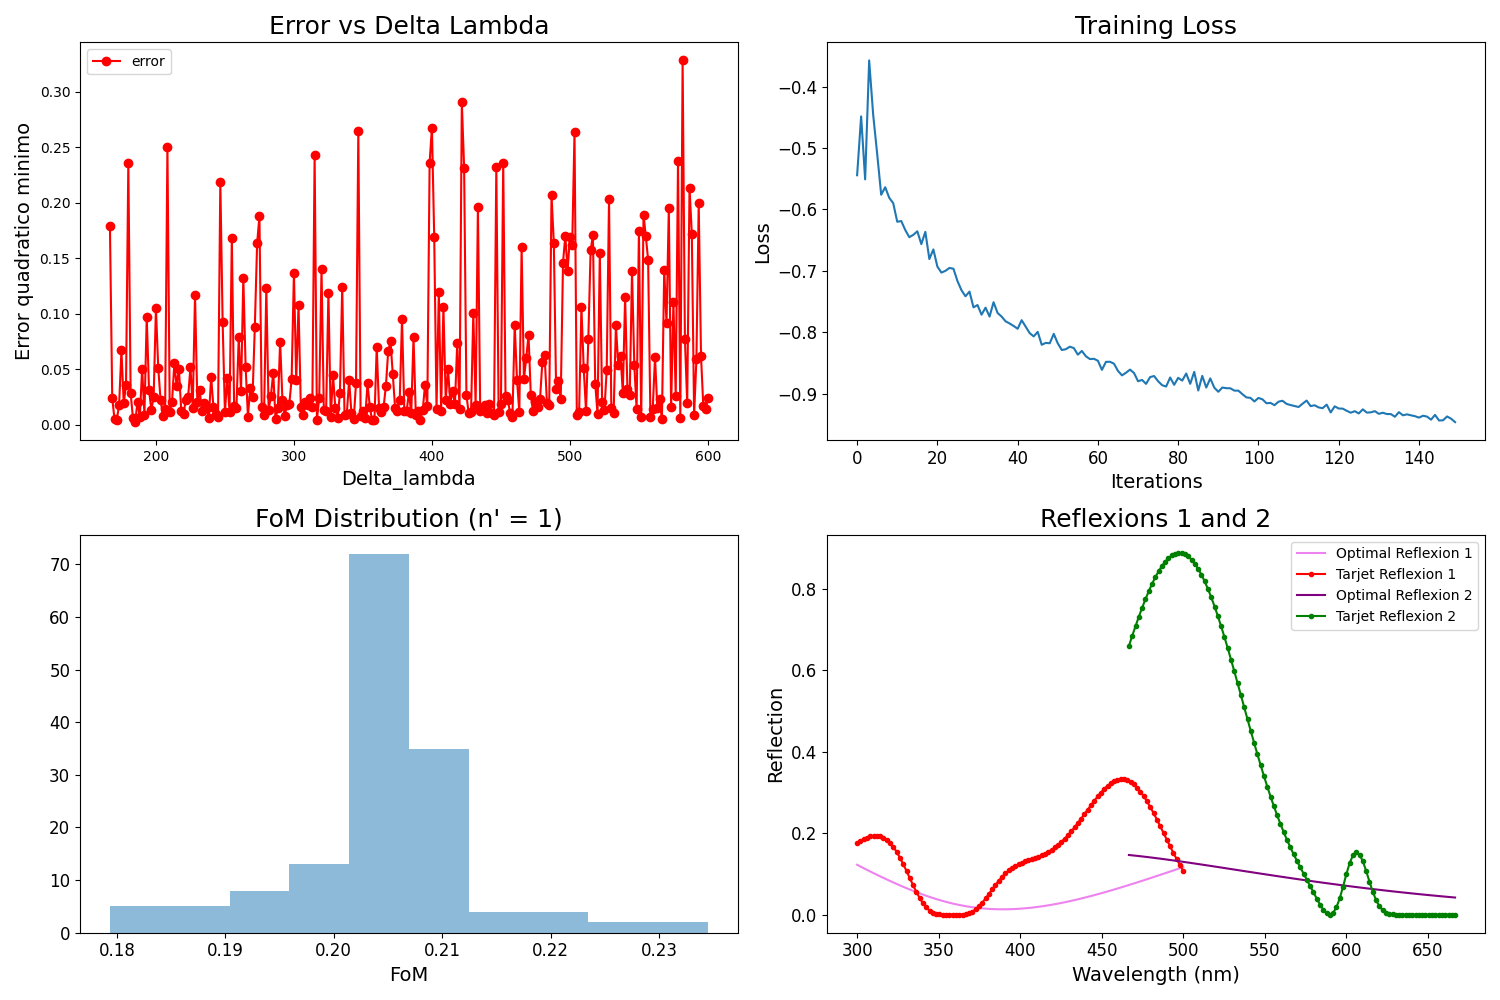 Error vs Delta Lambda
error
Error quadratico minimo
0.30
0.25
0.20
0.15
0.10
0.05
0.00
200 300 400 500 600
Delta_lambda
Training Loss
Loss
−0.4
−0.5
−0.6
−0.7
−0.8
−0.9
0 20 40 60 80 100 120 140
Iterations
FoM Distribution (n' = 1)
70
60
50
40
30
20
10
0
0.18 0.19 0.20 0.21 0.22 0.23
FoM
Reflexions 1 and 2
Optimal Reflexion 1
Tarjet Reflexion 1
Optimal Reflexion 2
Tarjet Reflexion 2
Reflection
0.8
0.6
0.4
0.2
0.0
300 350 400 450 500 550 600 650
Wavelength (nm)